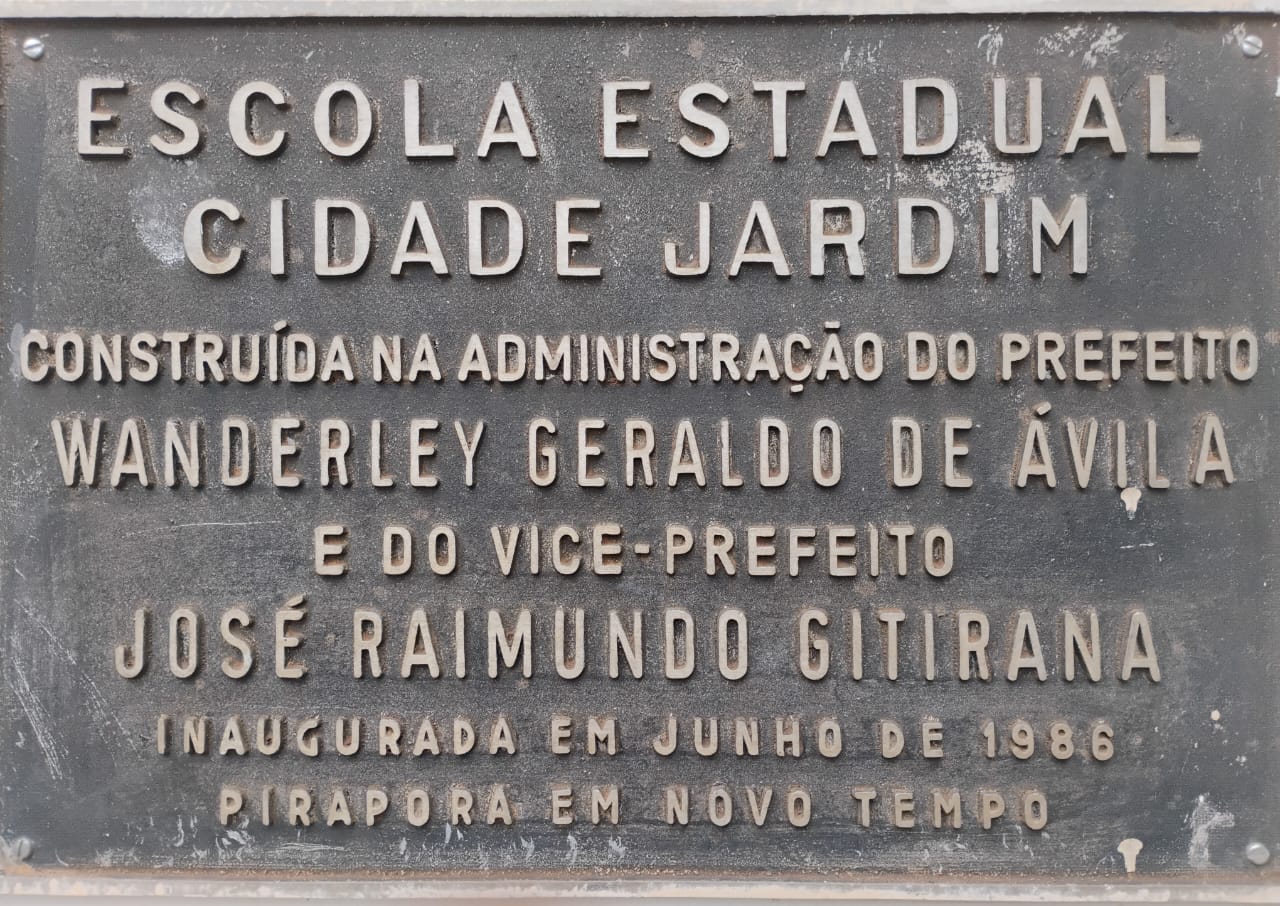 ESCOLA ESTADUAL
CIDADE JARDIM
CONSTRUÍDA NA ADMINISTRAÇÃO DO PREFEITO
WANDERLEY GERALDO DE ÁVILA
E DO VICE-PREFEITO
JOSÉ RAIMUNDO GITIRANA
INAUGURADA EM JUNHO DE 1986
PIRAPORA EM NOVO TEMPO